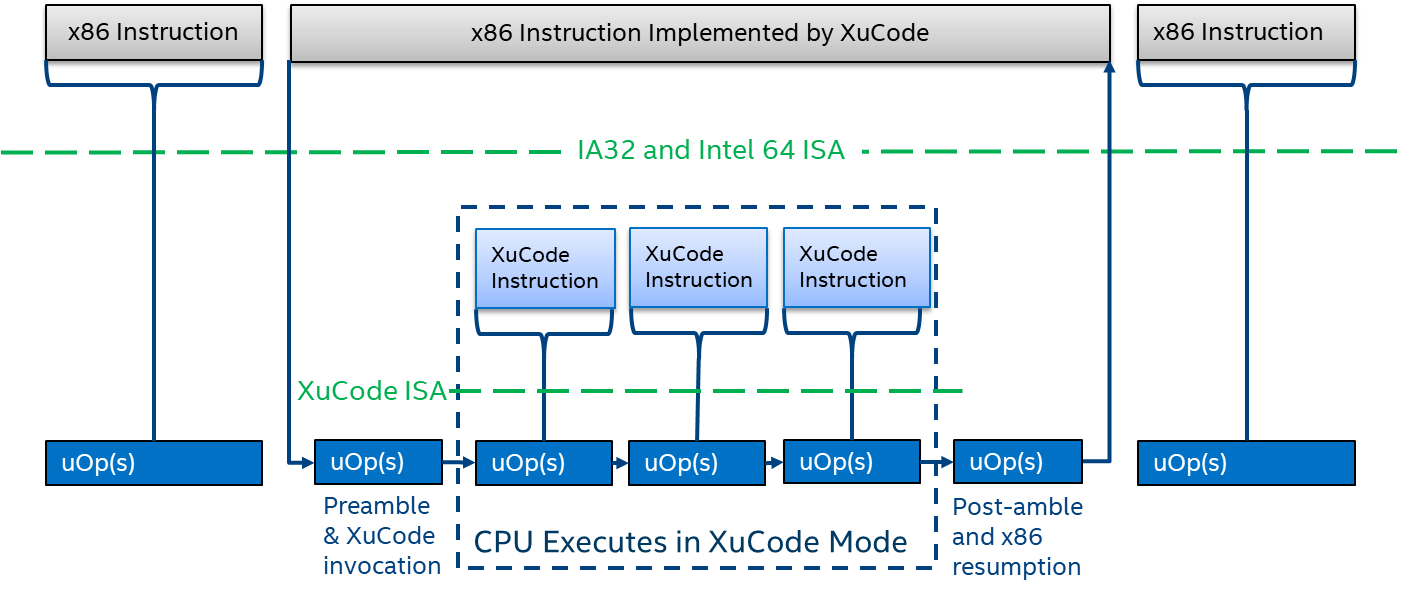 x86 Instruction
x86 Instruction Implemented by XuCode
x86 Instruction
IA32 and Intel 64 ISA
XuCode
Instruction
XuCode
Instruction
XuCode
Instruction
XuCode ISA
uOp(s)
uOp(s)
uOp(s)
uOp(s)
uOp(s)
uOp(s)
uOp(s)
Preamble
& XuCode
invocation
CPU Executes in XuCode Mode
Post-amble
and x86
resumption